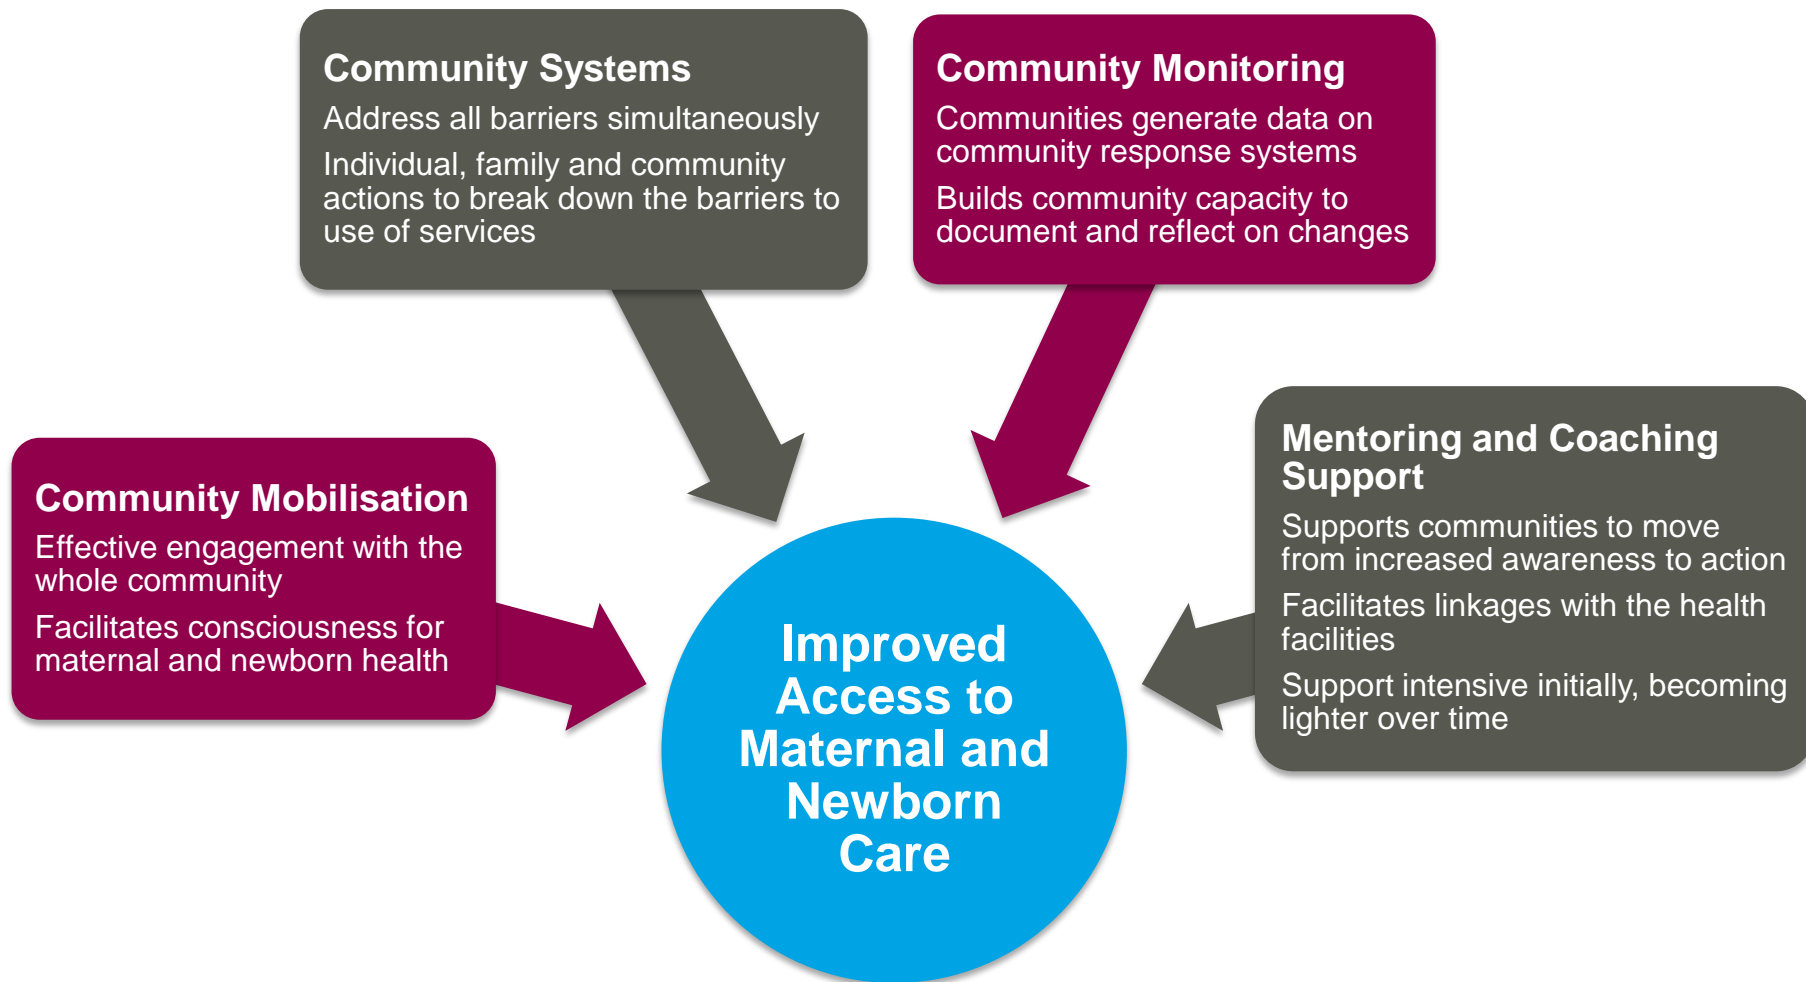 Community Systems
Address all barriers simultaneously
Individual, family and community
actions to break down the barriers to
use of services
Community Monitoring
Communities generate data on
community response systems
Builds community capacity to
document and reflect on changes
Community Mobilisation
Effective engagement with the
whole community
Facilitates consciousness for
maternal and newborn health
Mentoring and Coaching
Support
Supports communities to move
from increased awareness to action
Facilitates linkages with the health
facilities
Support intensive initially, becoming
lighter over time
Improved
Access to
Maternal and
Newborn
Care